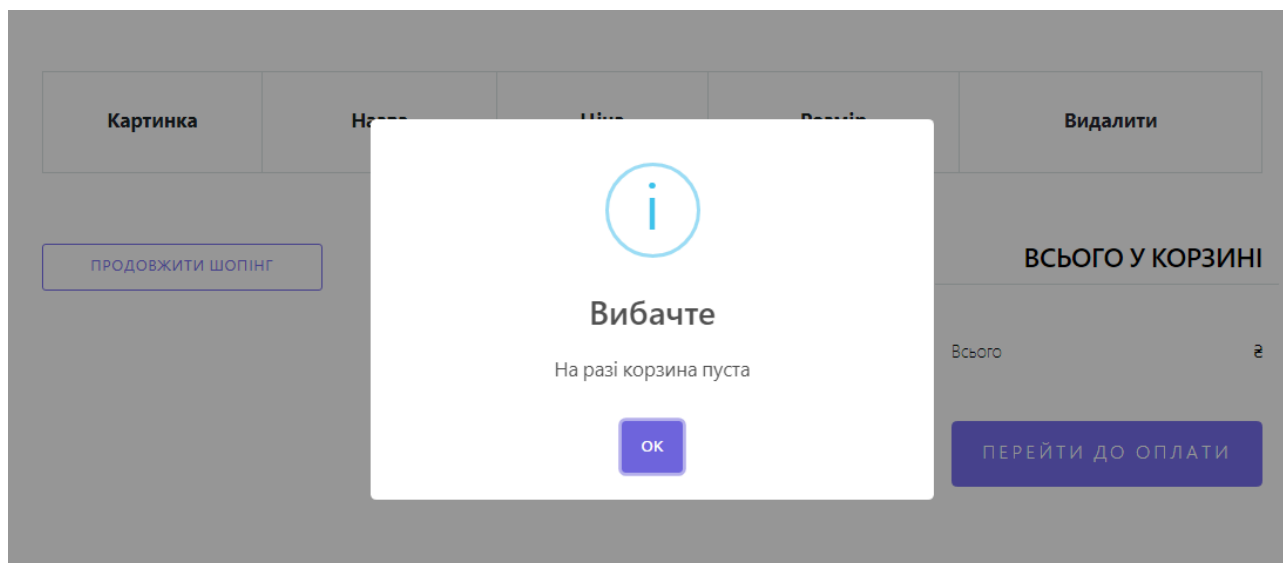 Картинка
Видалити
ПРОДОВЖИТИ ШОПІНГ
ВСЬОГО У КОРЗИНІ
i
Вибачте
На разі корзина пуста
Всього ₴
OK
ПЕРЕЙТИ ДО ОПЛАТИ